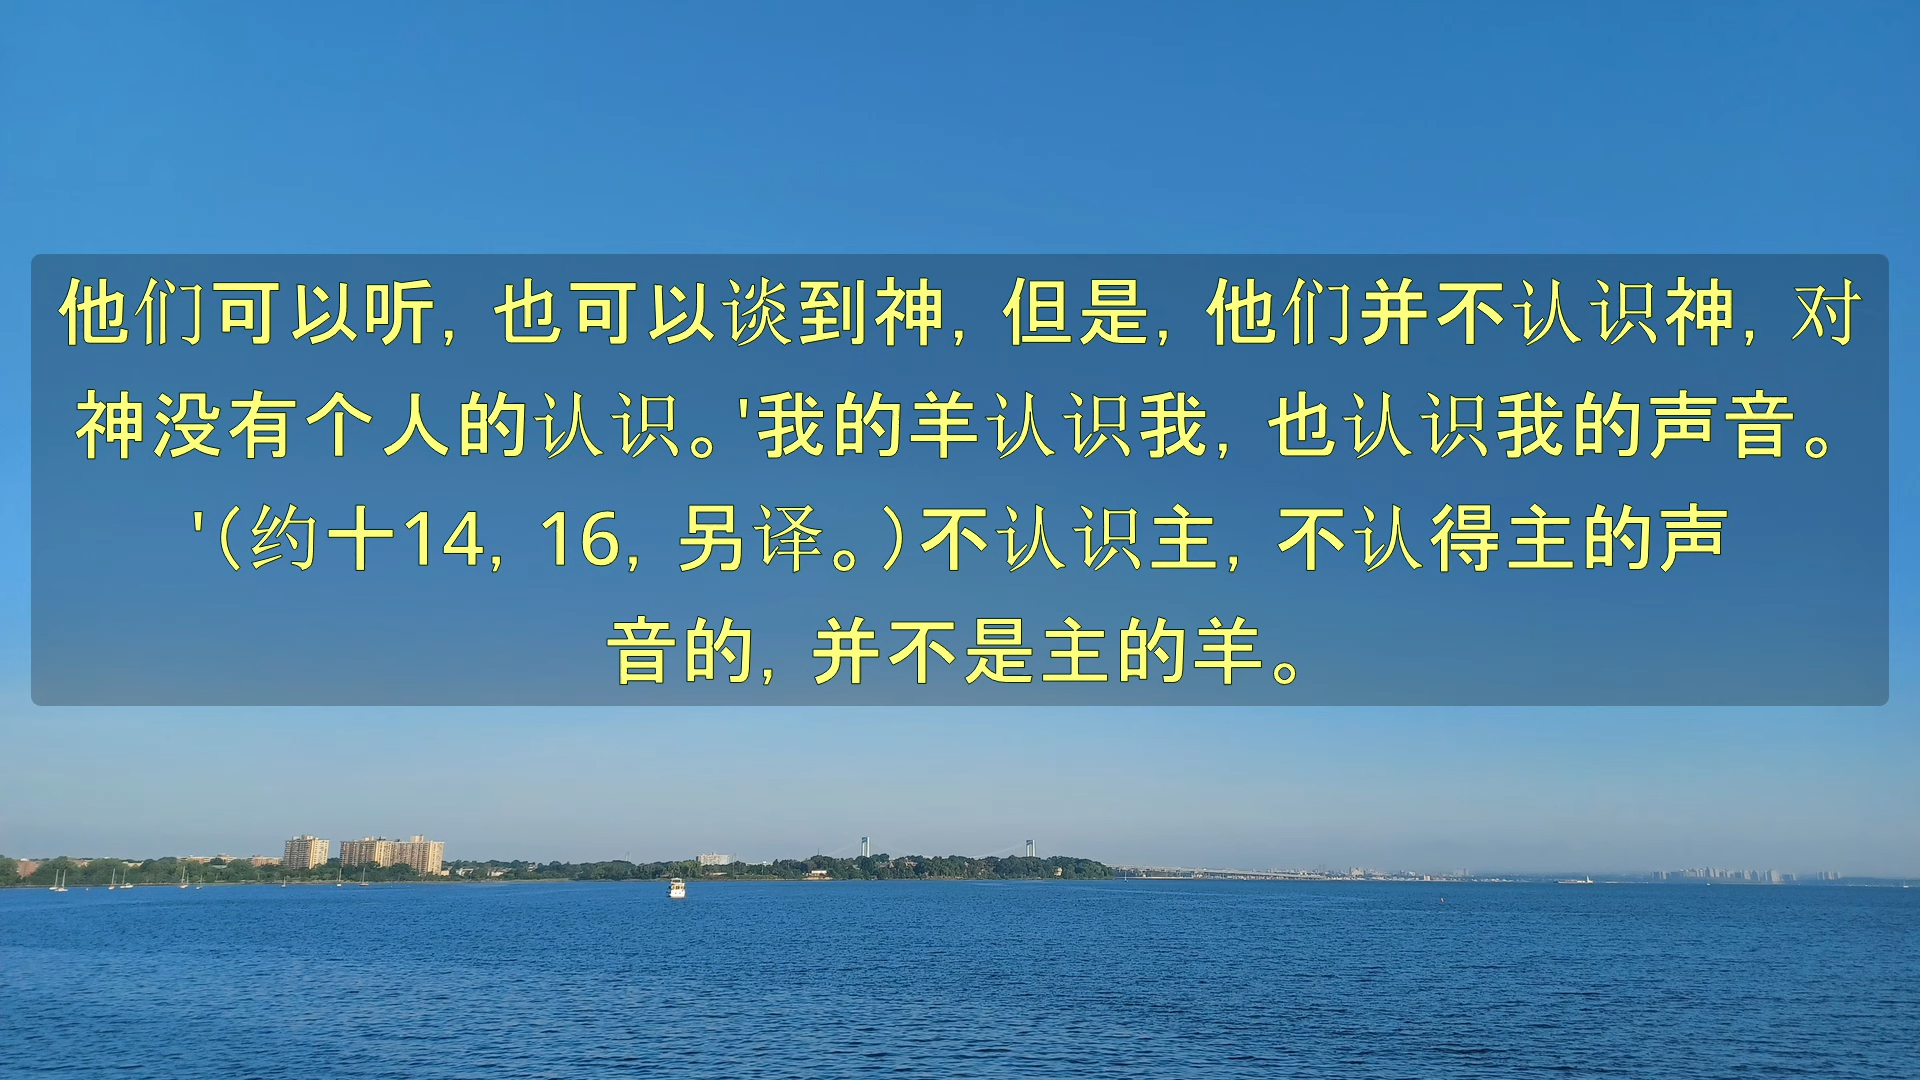 他们可以听, 也可以谈到神, 但是, 他们并不认识神, 对
神没有个人的认识。'我的羊认识我, 也认识我的声音。
'(约十14, 16, 另译。)不认识主, 不认得主的声
音的, 并不是主的羊。